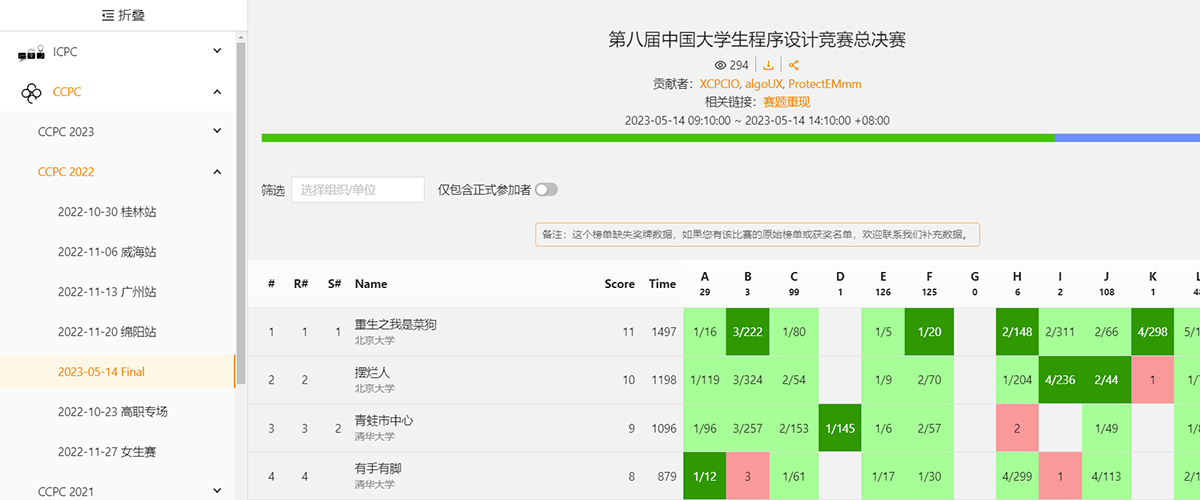 折叠
ICPC
CCPC
CCPC 2023
CCPC 2022
2022-10-30 桂林站
2022-11-06 威海站
2022-11-13 广州站
2022-11-20 绵阳站
2023-05-14 Final
2022-10-23 高职专场
2022-11-27 女生赛
CCPC 2021
第八届中国大学生程序设计竞赛总决赛
294
贡献者: XCPCIO, algoUX, ProtectEMmm
相关链接: 赛题重现
2023-05-14 09:10:00 ~ 2023-05-14 14:10:00 +08:00
筛选 选择组织/单位 仅包含正式参加者
备注: 这个榜单缺失奖牌数据，如果您有该比赛的原始榜单或获奖名单，欢迎联系我们补充数据。
# R# S# Name Score Time A B C D E F G H I J K
29 3 99 1 126 125 0 6 2 108 1
1 1 1 重生之我是菜狗 11 1497 1/16 3/222 1/80 1/5 1/20 2/148 2/311 2/66 4/298
北京大学
2 2 摆烂人 10 1198 1/119 3/324 2/54 1/9 2/70 1/204 4/236 2/44 1
北京大学
3 3 2 青蛙市中心 9 1096 1/96 3/257 2/153 1/145 1/6 2/57 2 1/49
清华大学
4 4 有手有脚 8 879 1/12 3 1/61 1/17 1/30 4/299 1 4/113
清华大学